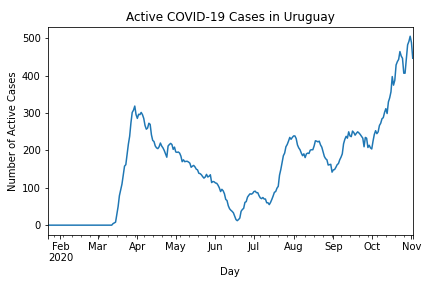 Active COVID-19 Cases in Uruguay
Number of Active Cases
500
400
300
200
100
0
Feb Mar Apr May Jun Jul Aug Sep Oct Nov
2020
Day